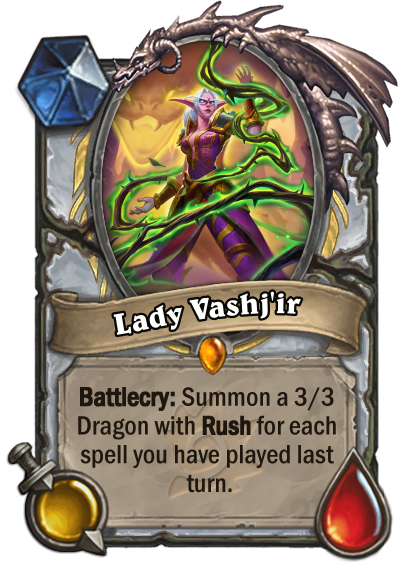 Lady Vashj'ir
Battlecry: Summon a 3/3
Dragon with Rush for each
spell you have played last
turn.